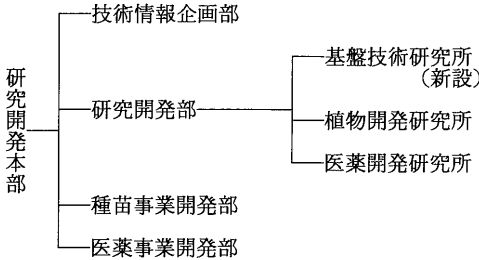 研究開発本部
技術情報企画部
研究開発部
基盤技術研究所
(新設)
植物開発研究所
医薬開発研究所
種苗事業開発部
医薬事業開発部